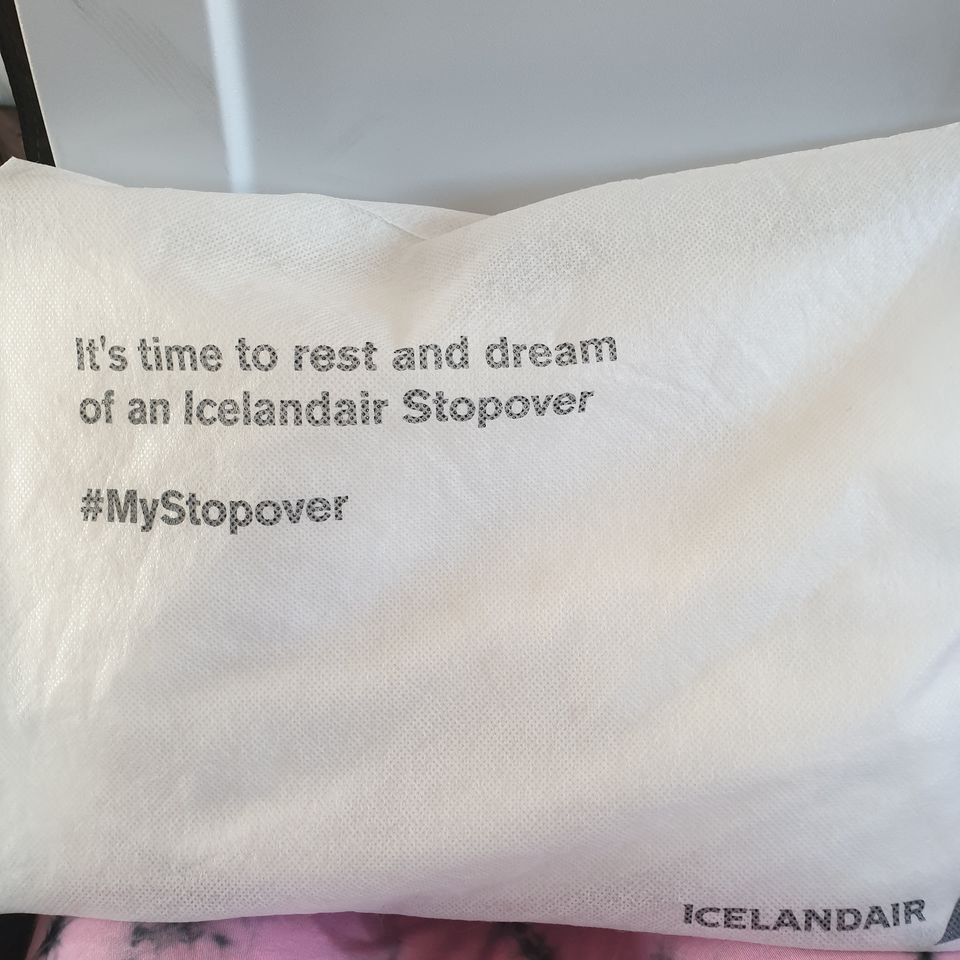 It's time to rest and dream
of an Icelandair Stopover
#MyStopover
ICELANDAIR